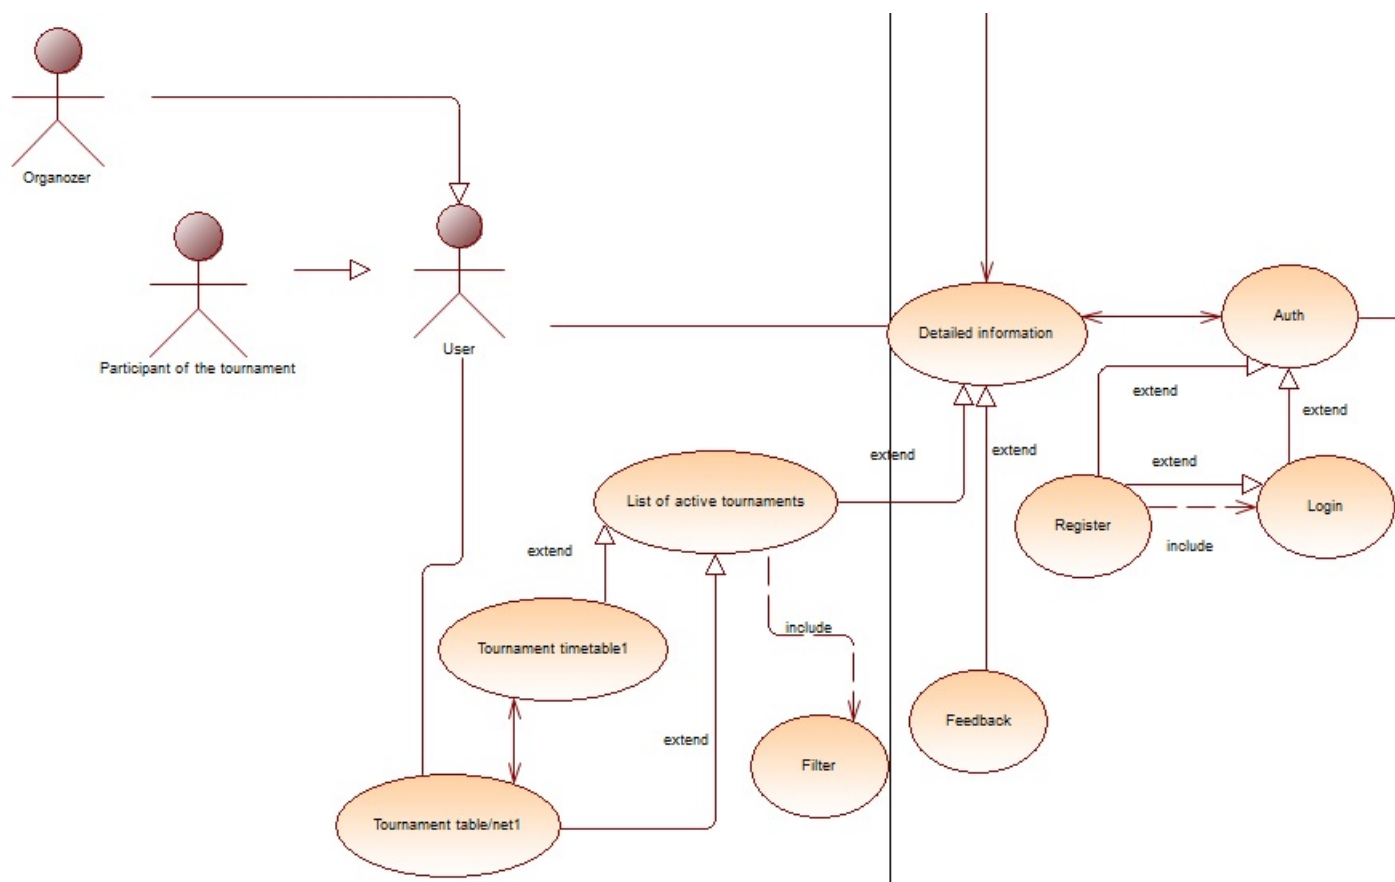 Organozer
Participant of the tournament
User
Detailed information
Auth
extend
extend
extend
extend
extend
List of active tournaments
Register
Login
include
extend
Tournament timetable1
include
extend
Feedback
Filter
Tournament table/net1